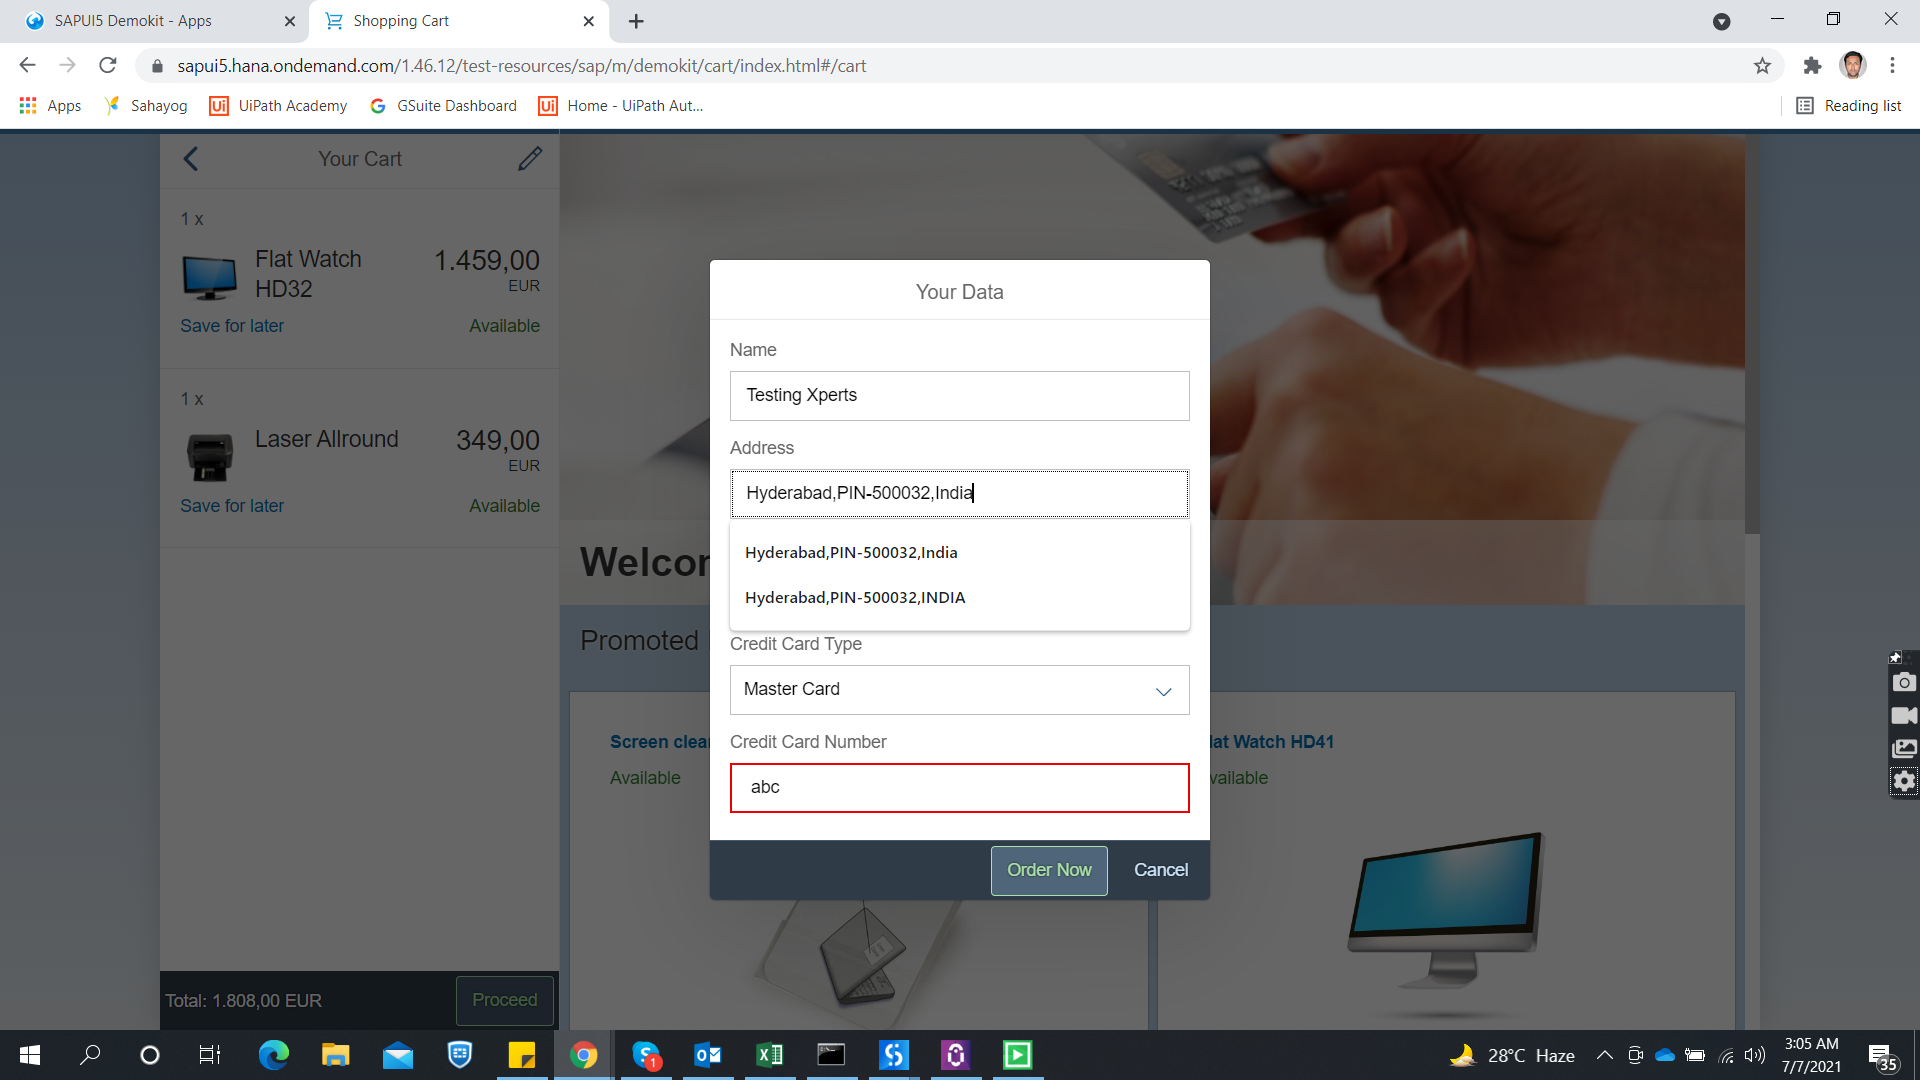 SAPUI5 Demokit - Apps
Shopping Cart
sapui5.hana.ondemand.com/1.46.12/test-resources/sap/m/demokit/cart/index.html#/cart
Apps
Sahayog
Ui UiPath Academy
G GSuite Dashboard
Ui Home - UiPath Aut...
Reading list
Your Cart
1 x
Flat Watch HD32
1.459,00
EUR
Save for later
Available
1 x
Laser Allround
349,00
EUR
Save for later
Available
Total: 1.808,00 EUR
Proceed
Your Data
Name
Testing Xperts
Address
Hyderabad,PIN-500032,India
Hyderabad,PIN-500032,India
Hyderabad,PIN-500032,INDIA
Credit Card Type
Master Card
Credit Card Number
abc
Order Now
Cancel
Welcom
Promoted
Screen clea
Available
lat Watch HD41
vailable
1
28°C Haze
3:05 AM
7/7/2021
35